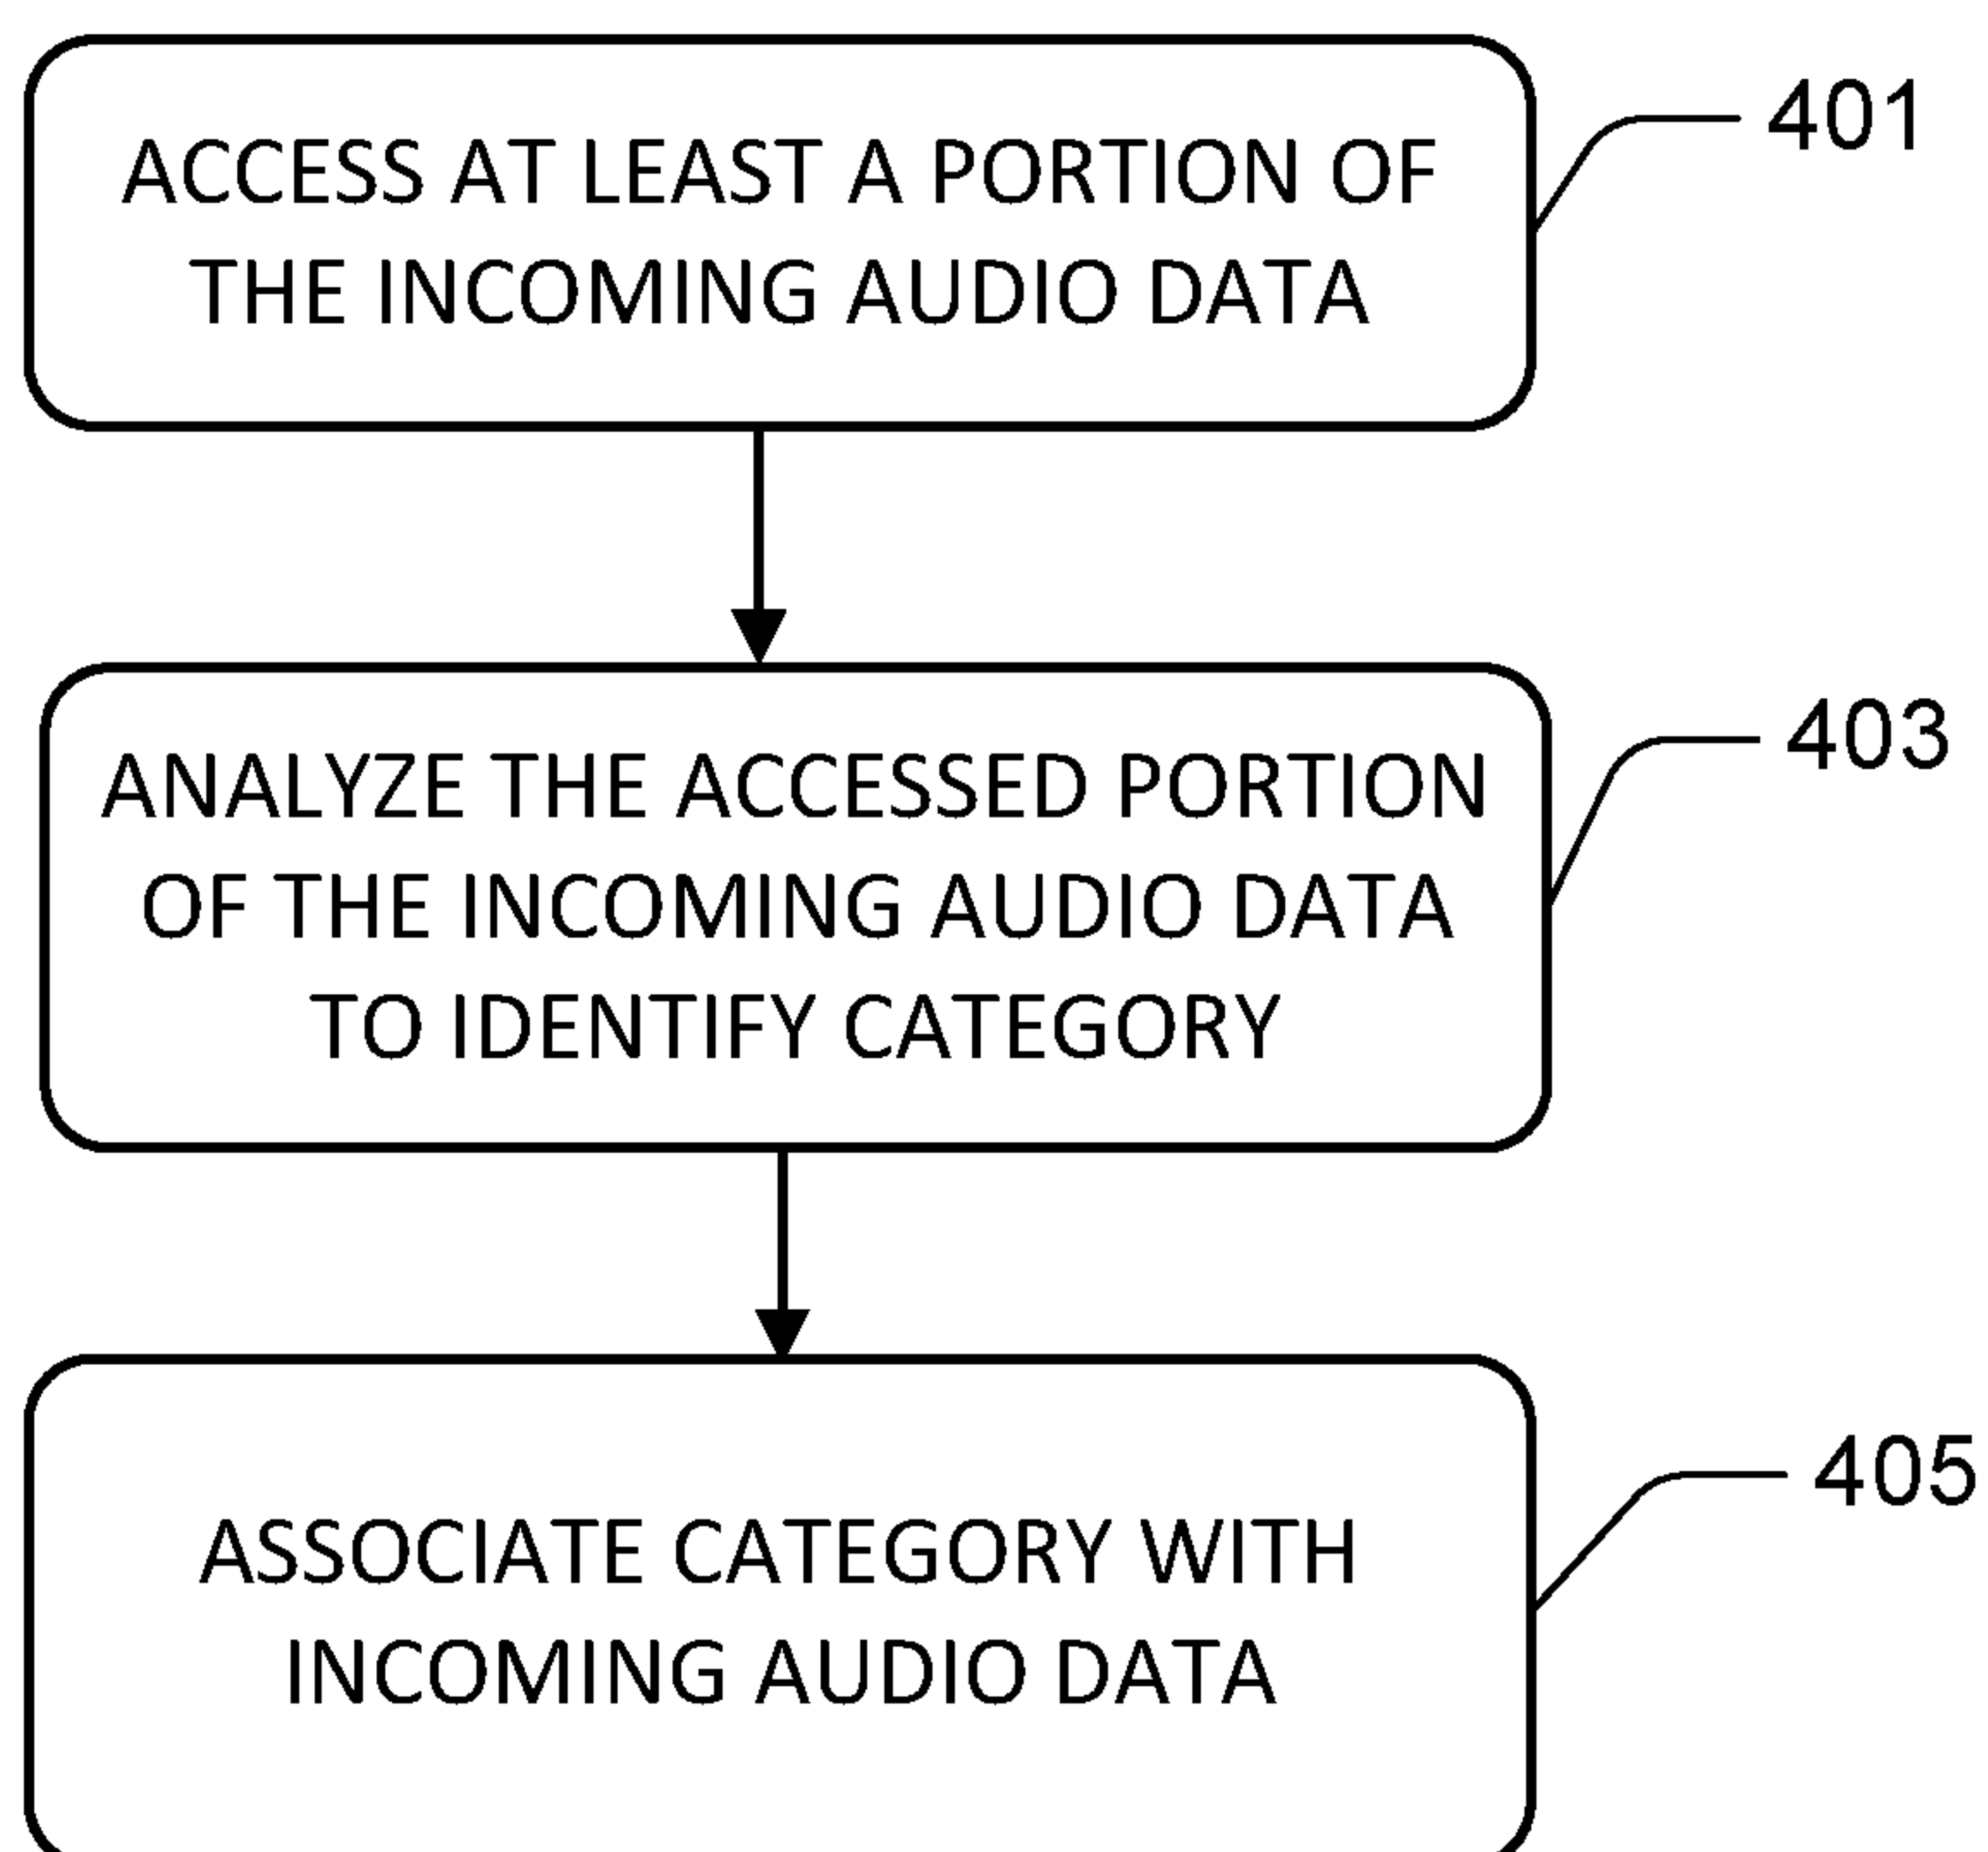 ACCESS AT LEAST A PORTION OF
THE INCOMING AUDIO DATA
401
ANALYZE THE ACCESSED PORTION
OF THE INCOMING AUDIO DATA
TO IDENTIFY CATEGORY
403
ASSOCIATE CATEGORY WITH
INCOMING AUDIO DATA
405